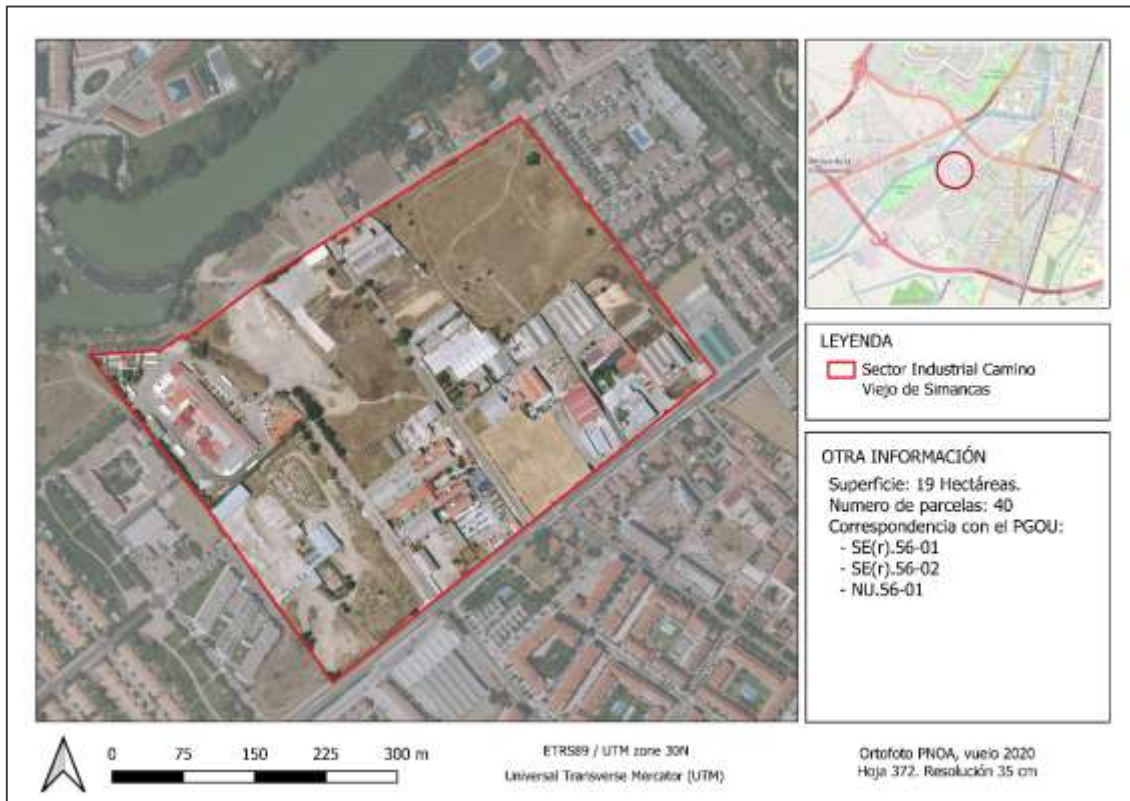 LEYENDA
Sector Industrial Camino
Viejo de Simancas
OTRA INFORMACIÓN
Superficie: 19 Hectáreas.
Numero de parcelas: 40
Correspondencia con el PGOU:
- SE(r).56-01
- SE(r).56-02
- NU.56-01
0 75 150 225 300 m
ETRS89 / UTM zone 30N
Universal Transverse Mercator (UTM)
Ortofoto PNOA, vuelo 2020
Hoja 372. Resolución 35 cm